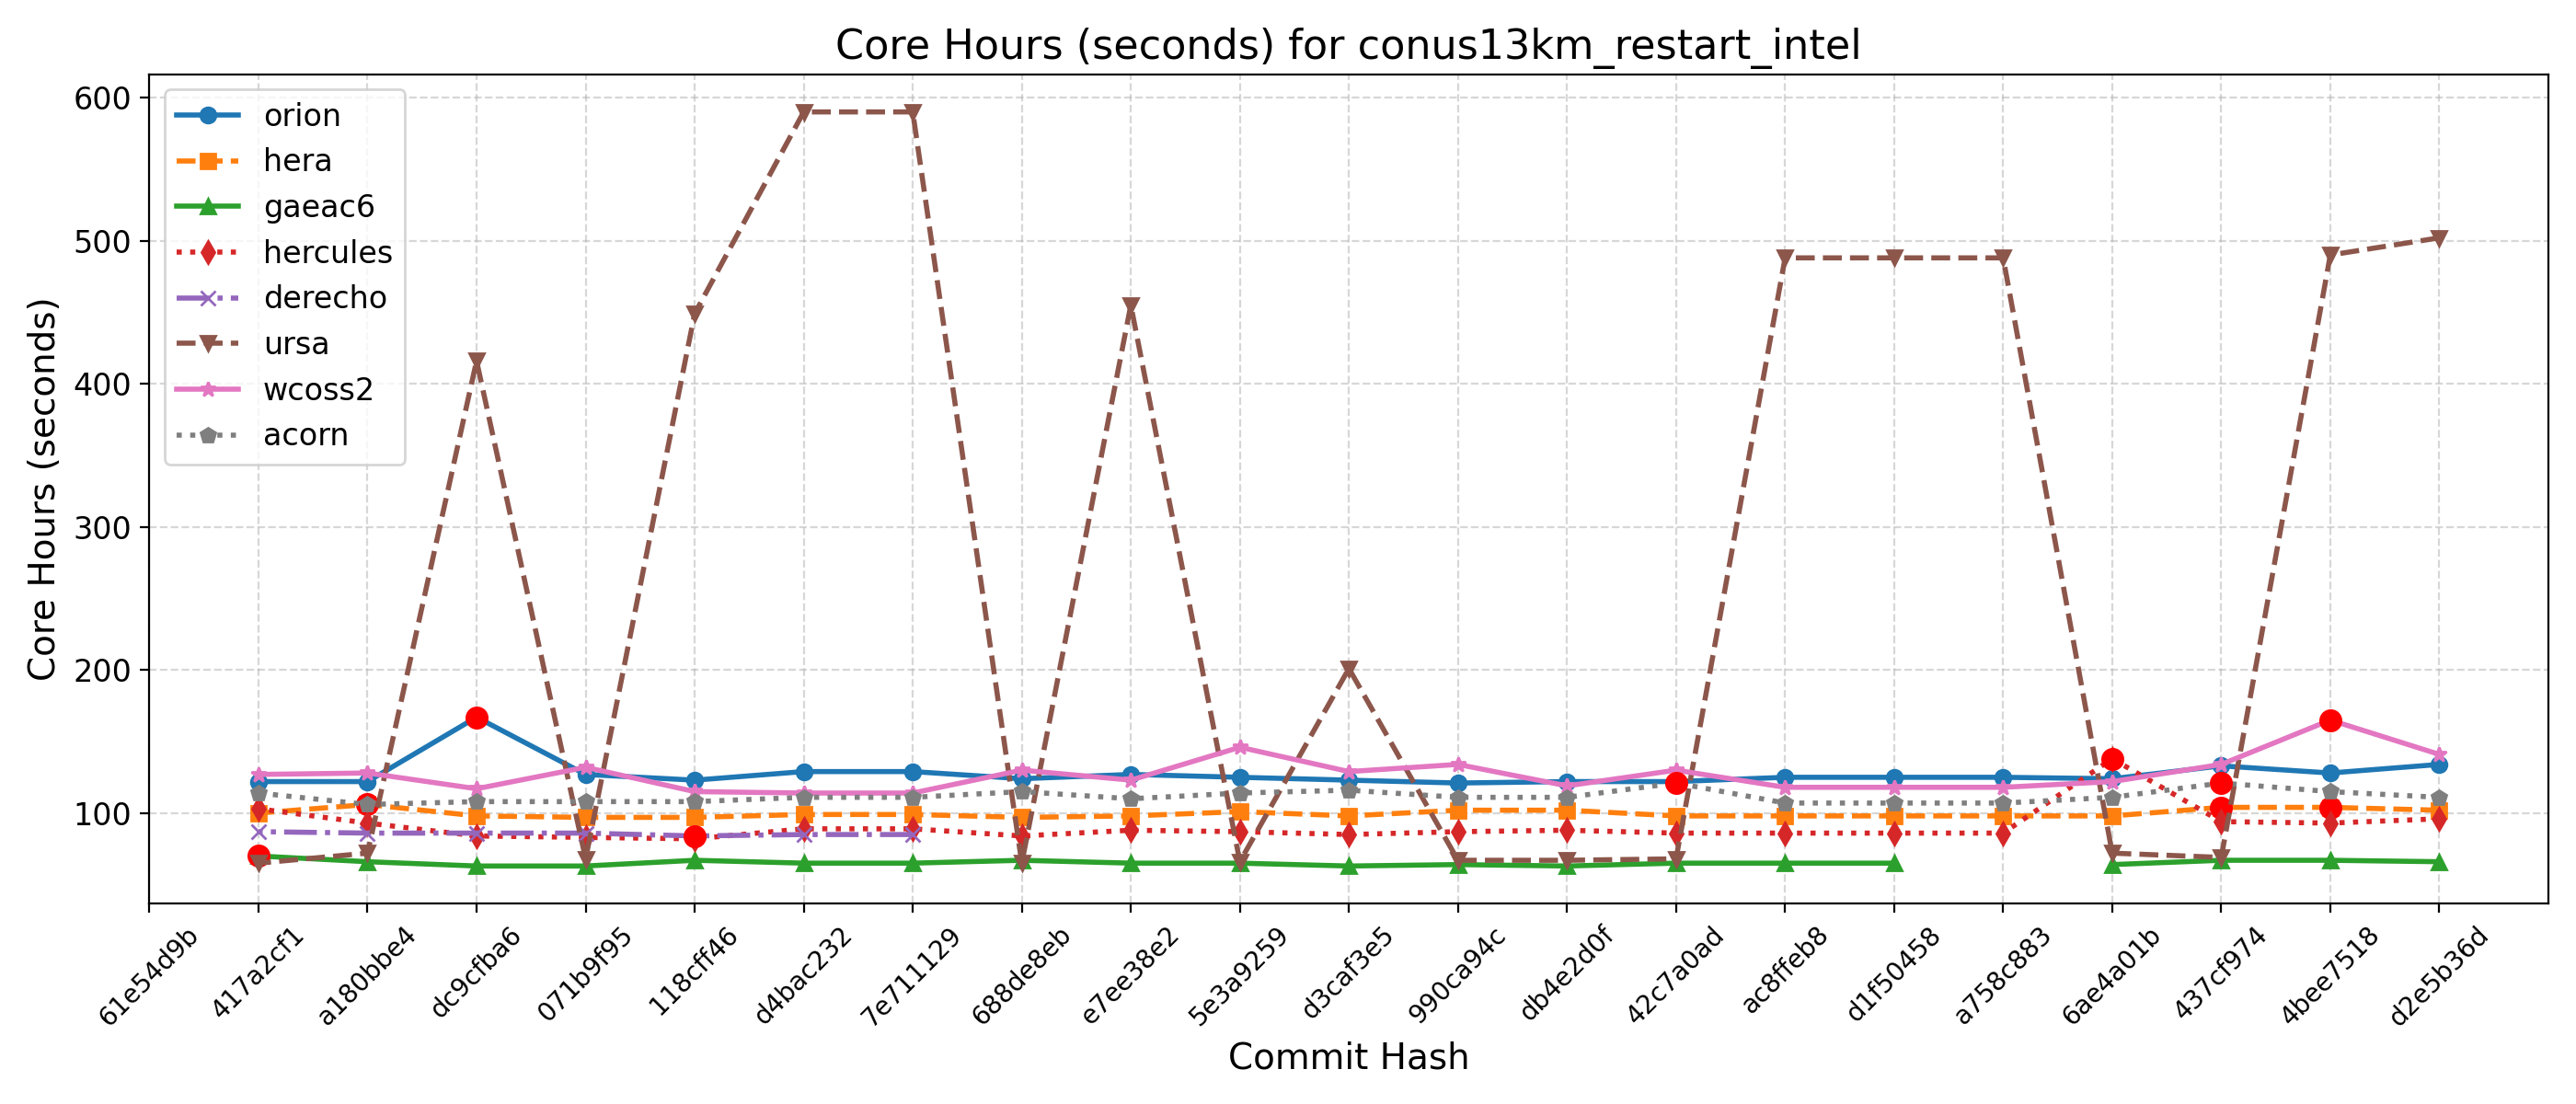 Core Hours (seconds) for conus13km_restart_intel
Core Hours (seconds)
600
500
400
300
200
100
orion
hera
gaeac6
hercules
derecho
ursa
wcoss2
acorn
61e54d9b
417a2cf1
a180bbe4
dc9cfba6
071b9f95
118cff46
d4bac232
7e711129
688de8eb
e7ee38e2
5e3a9259
d3caf3e5
990ca94c
db4e2d0f
42c7a0ad
ac8ffeb8
d1f50458
a758c883
6ae4a01b
437cf974
4bee7518
d2e5b36d
Commit Hash